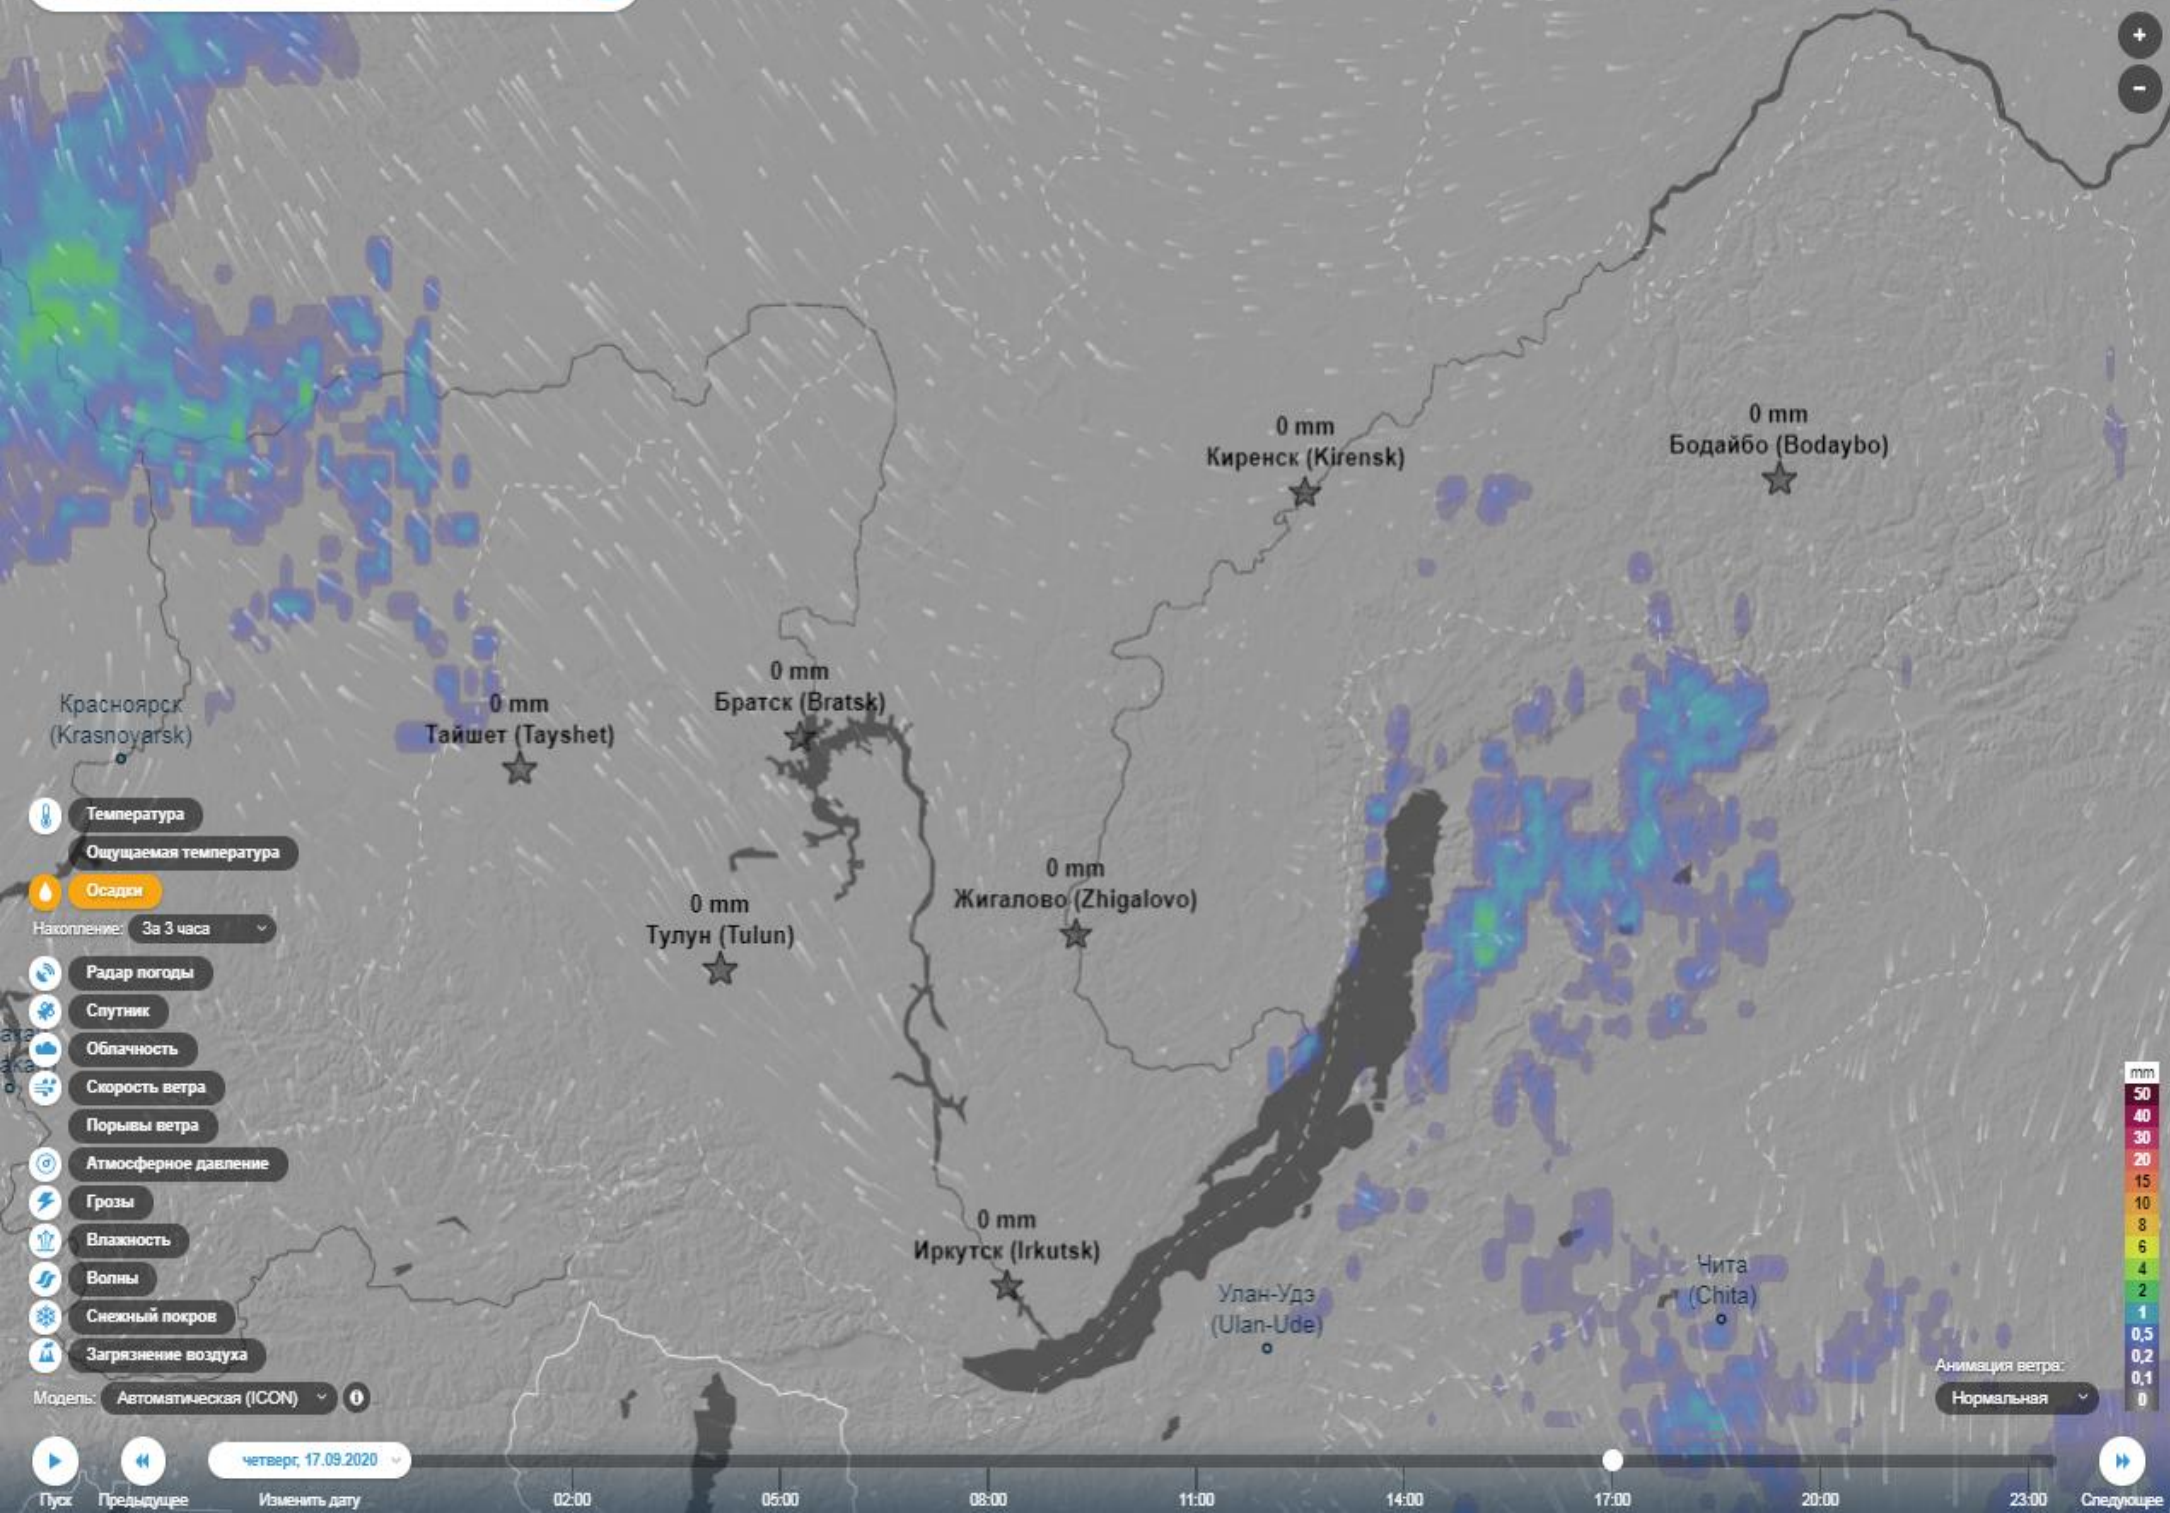 +
−
0 mm
Бодайбо (Bodaybo)
0 mm
Киренск (Kirensk)
0 mm
Братск (Bratsk)
0 mm
Тайшет (Tayshet)
Красноярск
(Krasnoyarsk)
0 mm
Жигалово (Zhigalovo)
0 mm
Тулун (Tulun)
0 mm
Иркутск (Irkutsk)
Улан-Удэ
(Ulan-Ude)
Чита
(Chita)
Температура
Ощущаемая температура
Осадки
Накопление: За 3 часа
Радар погоды
Спутник
Облачность
Скорость ветра
Порывы ветра
Атмосферное давление
Грозы
Влажность
Волны
Снежный покров
Загрязнение воздуха
Модель: Автоматическая (ICON)
mm
50
40
30
20
15
10
8
6
4
2
1
0,5
0,2
0,1
0
Анимация ветра:
Нормальная
четверг, 17.09.2020
Пуск Предыдущее Изменить дату 02:00 05:00 08:00 11:00 14:00 17:00 20:00 23:00 Следующее